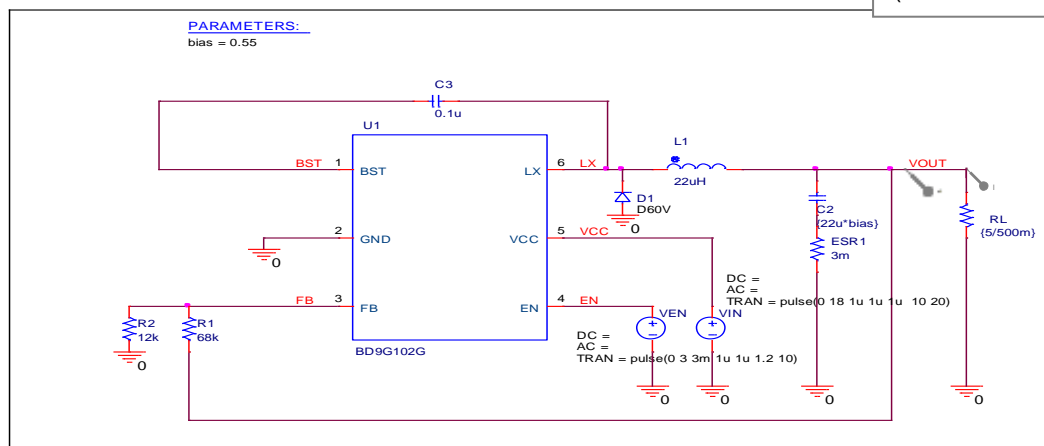 PARAMETERS:
bias = 0.55
C3
0.1u
U1
L1
BST 1 BST
LX 6 LX
VOUT
22uH
D1
D60V
0
C2
{22u*bias}
RL
{5/500m}
2 GND
0
VCC 5 VCC
ESR1
3m
DC =
AC =
TRAN = pulse(0 18 1u 1u 1u 10 20)
FB 3 FB
EN 4 EN
R2
12k
R1
68k
VEN
VIN
DC =
AC =
TRAN = pulse(0 3 3m 1u 1u 1.2 10)
BD9G102G
0
0
0
0
0